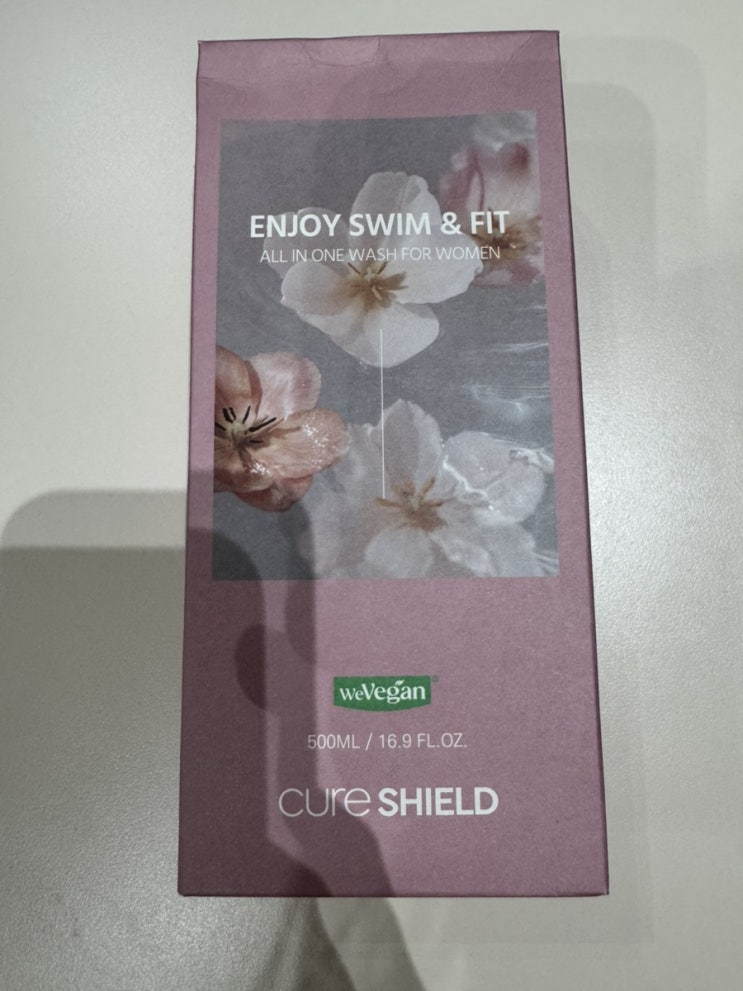 ENJOY SWIM & FIT
ALL IN ONE WASH FOR WOMEN
weVegan®
500ML / 16.9 FL.OZ.
cure SHIELD